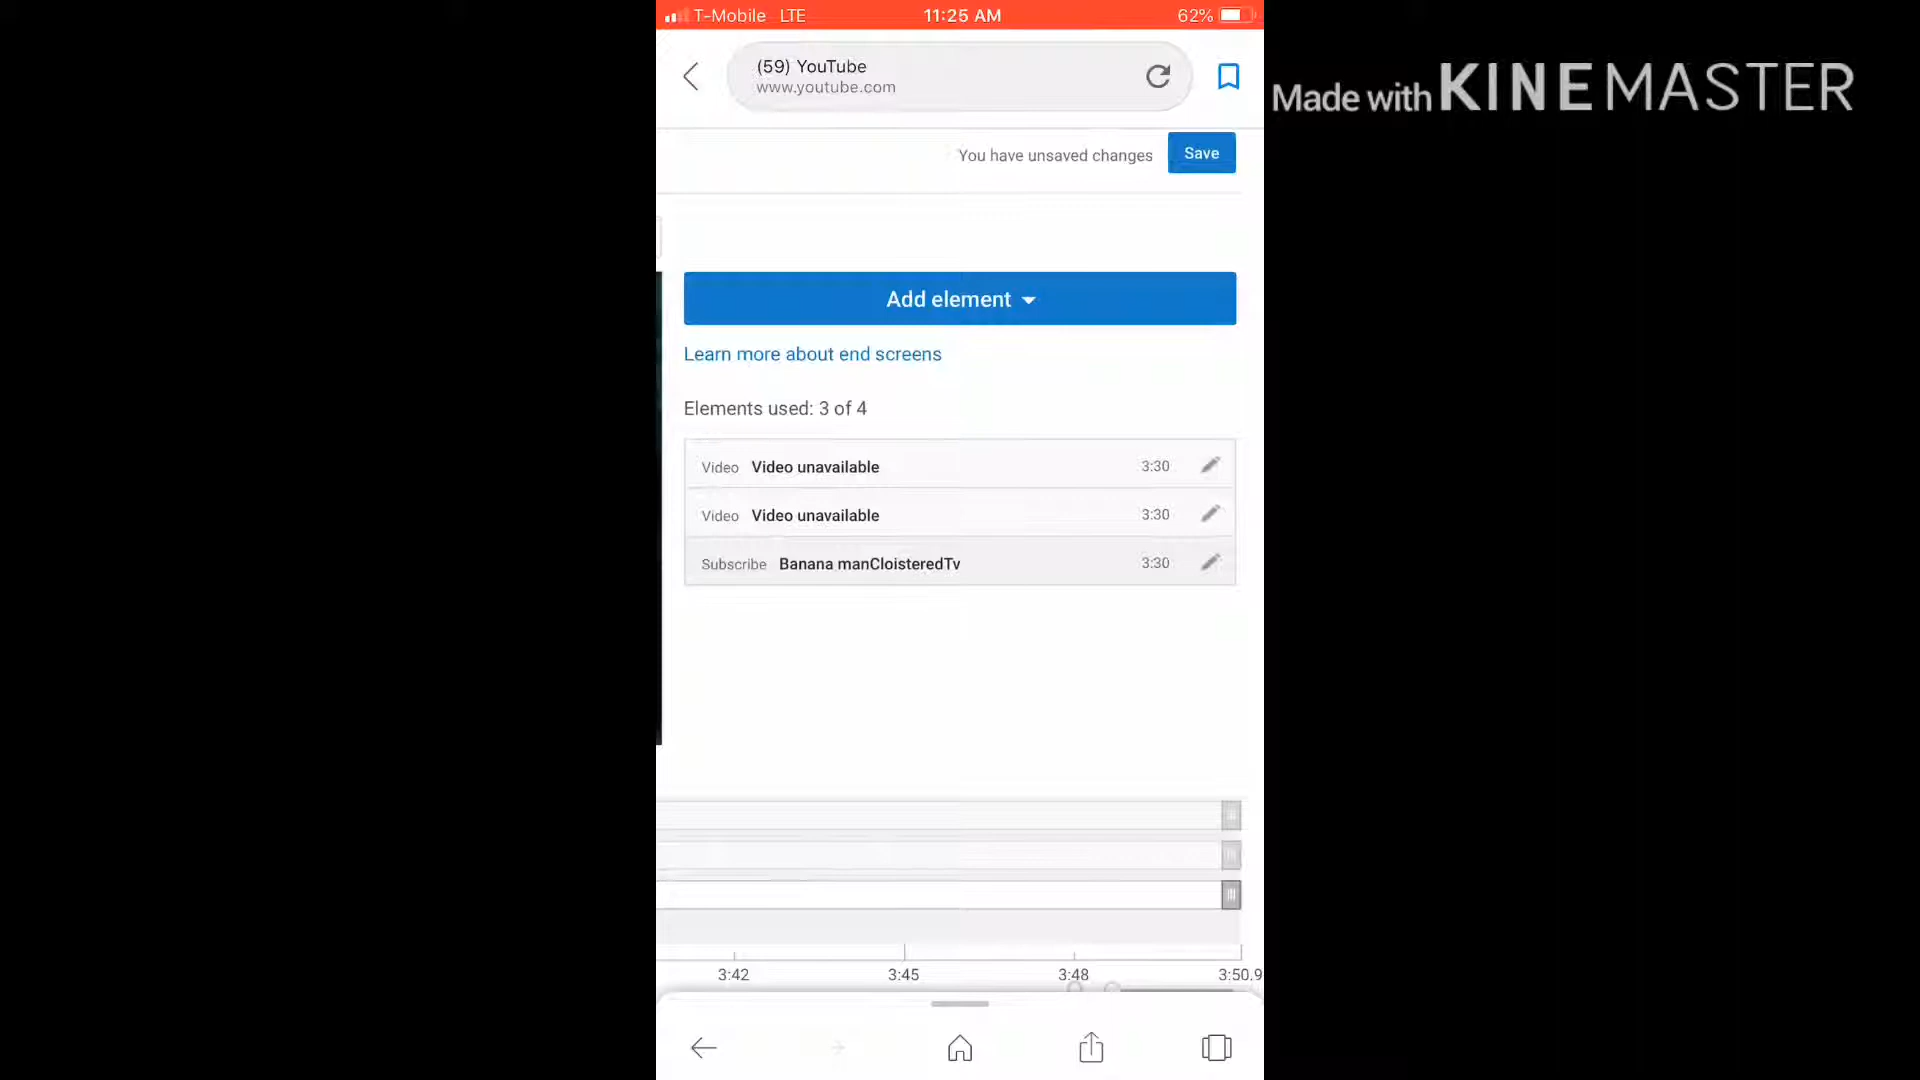 T-Mobile LTE 11:25 AM 62%
(59) YouTube
www.youtube.com
Made with KINEMASTER
You have unsaved changes Save
Add element
Learn more about end screens
Elements used: 3 of 4
Video Video unavailable 3:30
Video Video unavailable 3:30
Subscribe Banana manCloisteredTv 3:30
3:42 3:45 3:48 3:50.9